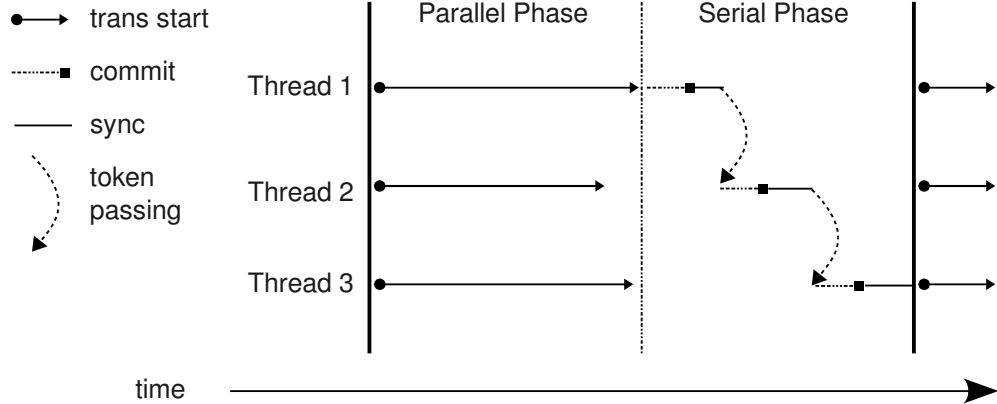 trans start
commit
sync
token
passing
Parallel Phase
Serial Phase
Thread 1
Thread 2
Thread 3
time